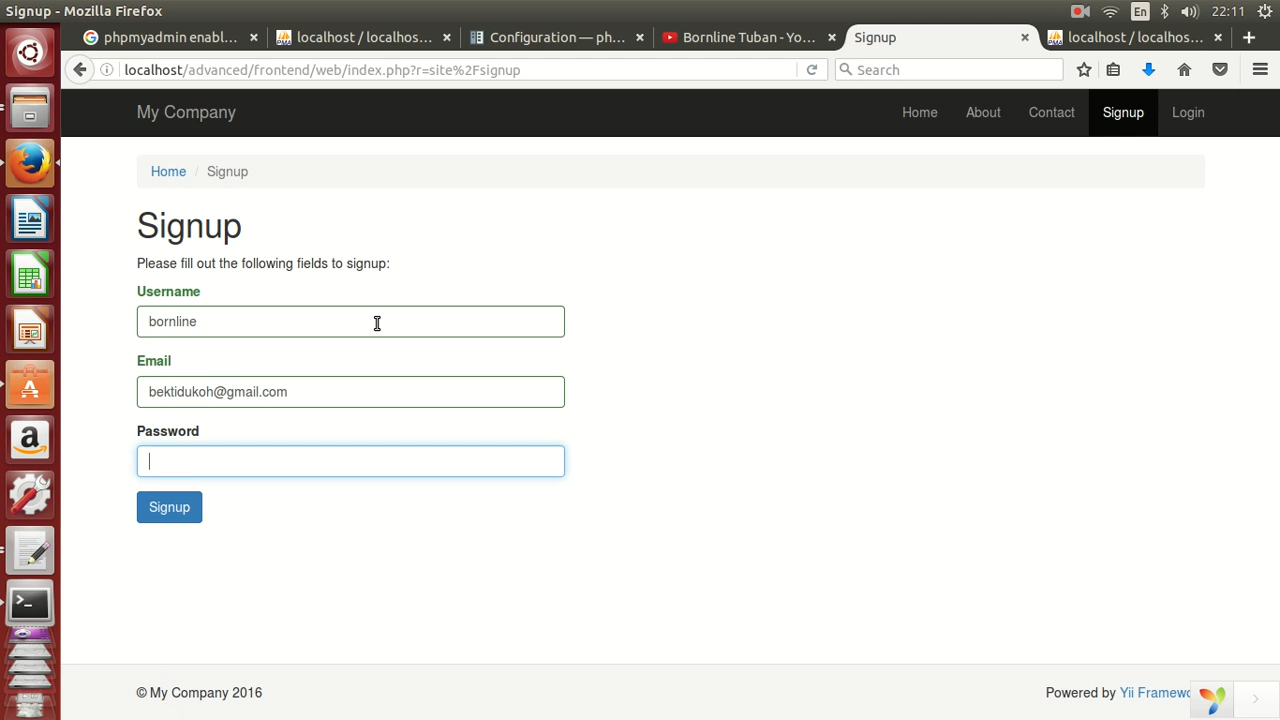 Signup - Mozilla Firefox
En
22:11
phpmyadmin enabl...
localhost / localhos...
Configuration — ph...
Bornline Tuban - Yo...
Signup
localhost / localhos...
localhost/advanced/frontend/web/index.php?r=site%2Fsignup
Search
My Company
Home
About
Contact
Signup
Login
Home / Signup
Signup
Please fill out the following fields to signup:
Username
bornline
Email
bektidukoh@gmail.com
Password
Signup
© My Company 2016
Powered by Yii Framewo